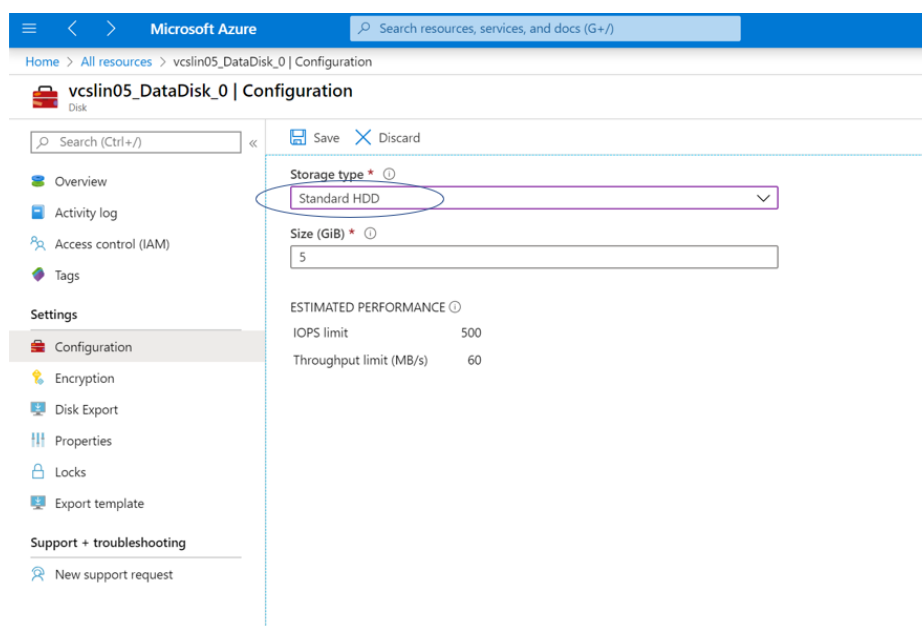 Microsoft Azure
Search resources, services, and docs (G+/)
Home > All resources > vcslin05_DataDisk_0 | Configuration
vcslin05_DataDisk_0 | Configuration
Disk
Search (Ctrl+/)
«
Overview
Activity log
Access control (IAM)
Tags
Settings
Configuration
Encryption
Disk Export
Properties
Locks
Export template
Support + troubleshooting
New support request
Save
Discard
Storage type *
Standard HDD
Size (GiB) *
5
ESTIMATED PERFORMANCE
IOPS limit 500
Throughput limit (MB/s) 60